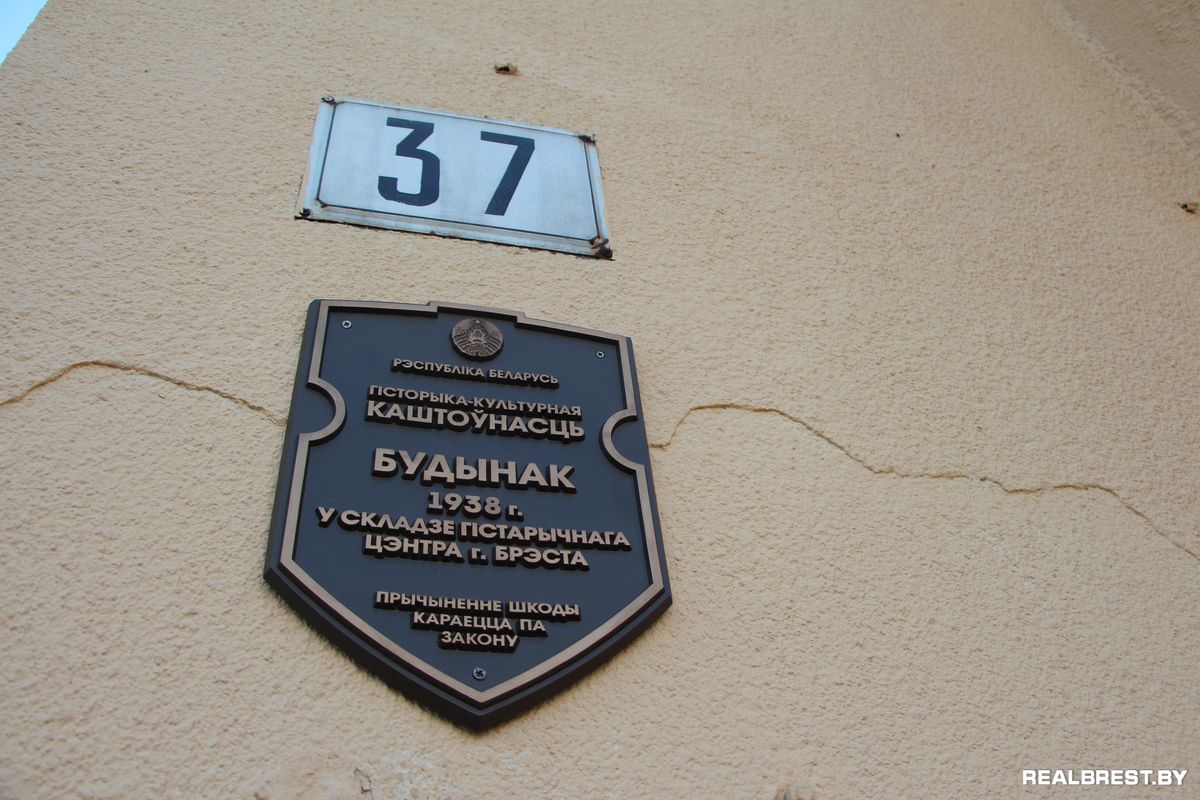 37
РЭСПУБЛІКА БЕЛАРУСЬ
ГІСТОРЫКА-КУЛЬТУРНАЯ
КАШТОЎНАСЦЬ
БУДЫНАК
1938 г.
У СКЛАДЗЕ ГІСТАРЫЧНАГА
ЦЭНТРА г. БРЭСТА
ПРЫЧЫНЕННЕ ШКОДЫ
КАРАЕЦЦА ПА
ЗАКОНУ
REALBREST.BY